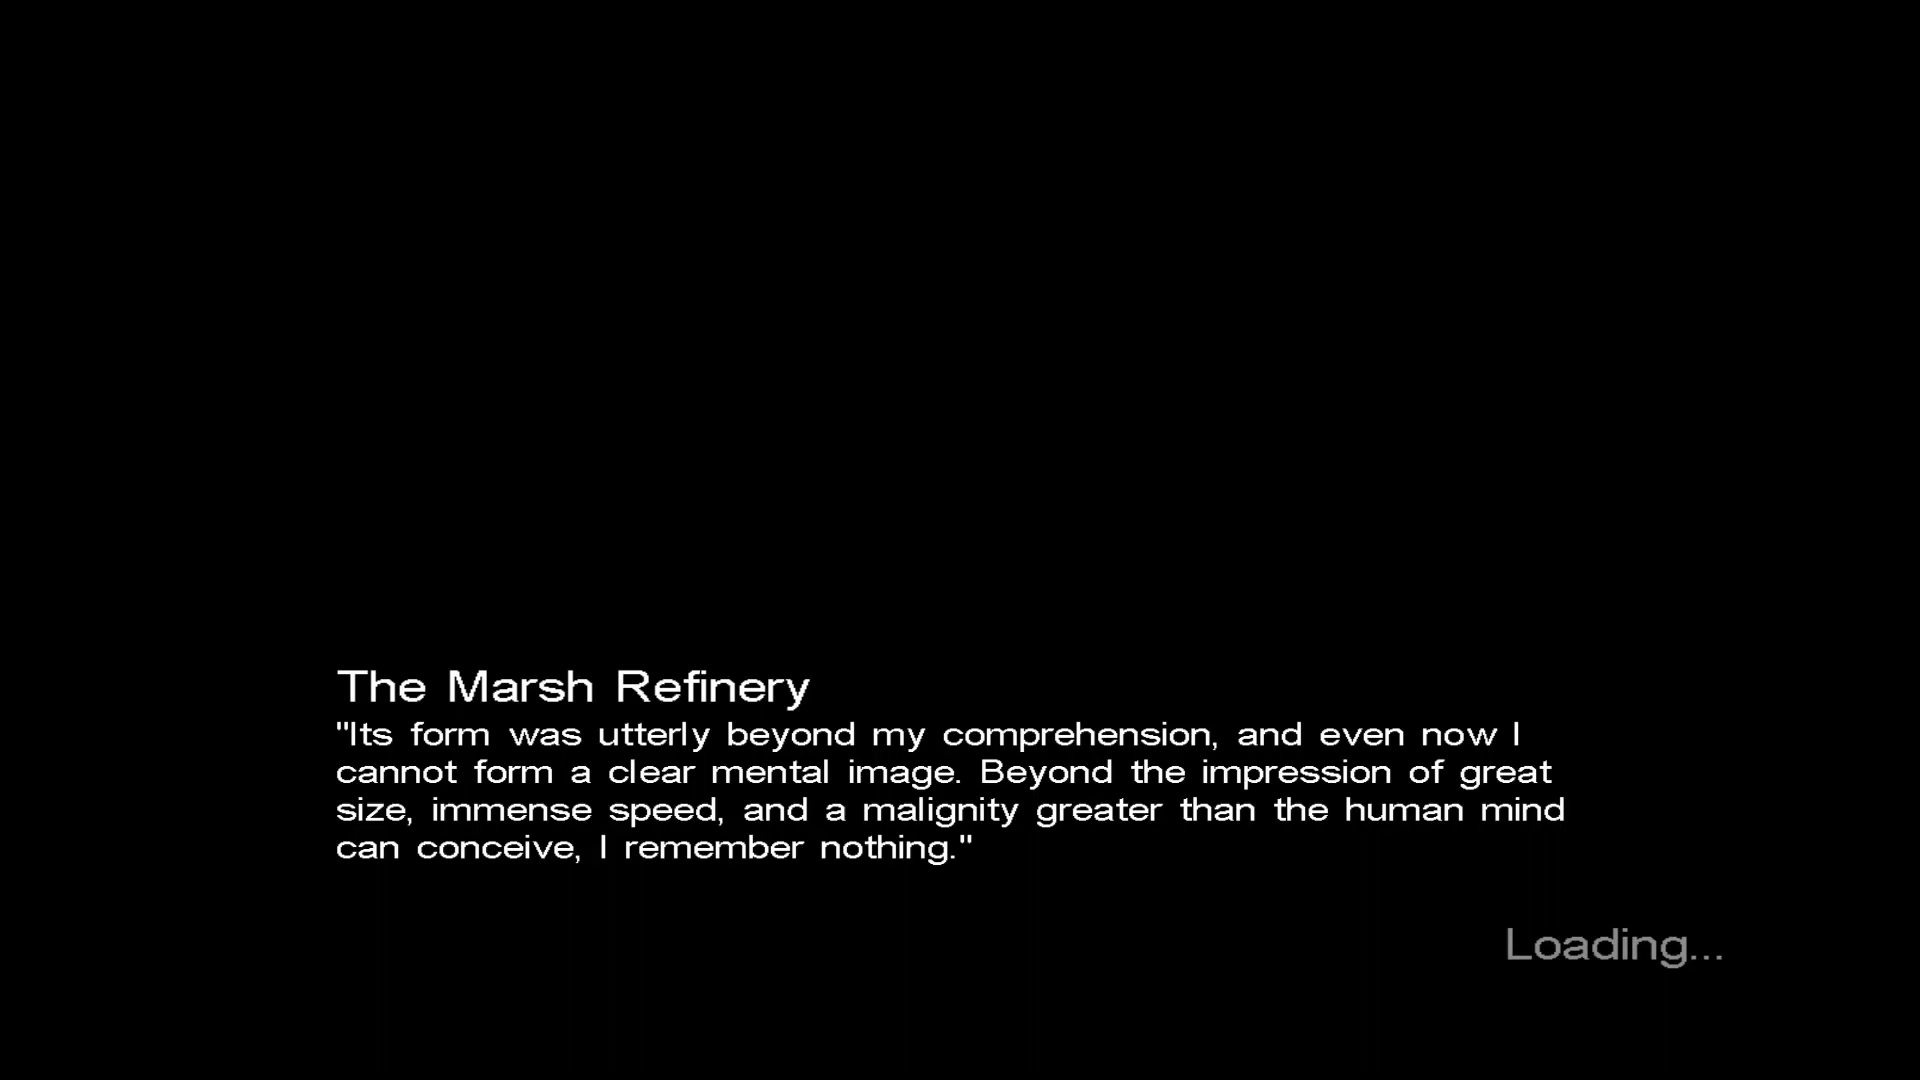 The Marsh Refinery
"Its form was utterly beyond my comprehension, and even now I
cannot form a clear mental image. Beyond the impression of great
size, immense speed, and a malignity greater than the human mind
can conceive, I remember nothing."
Loading...